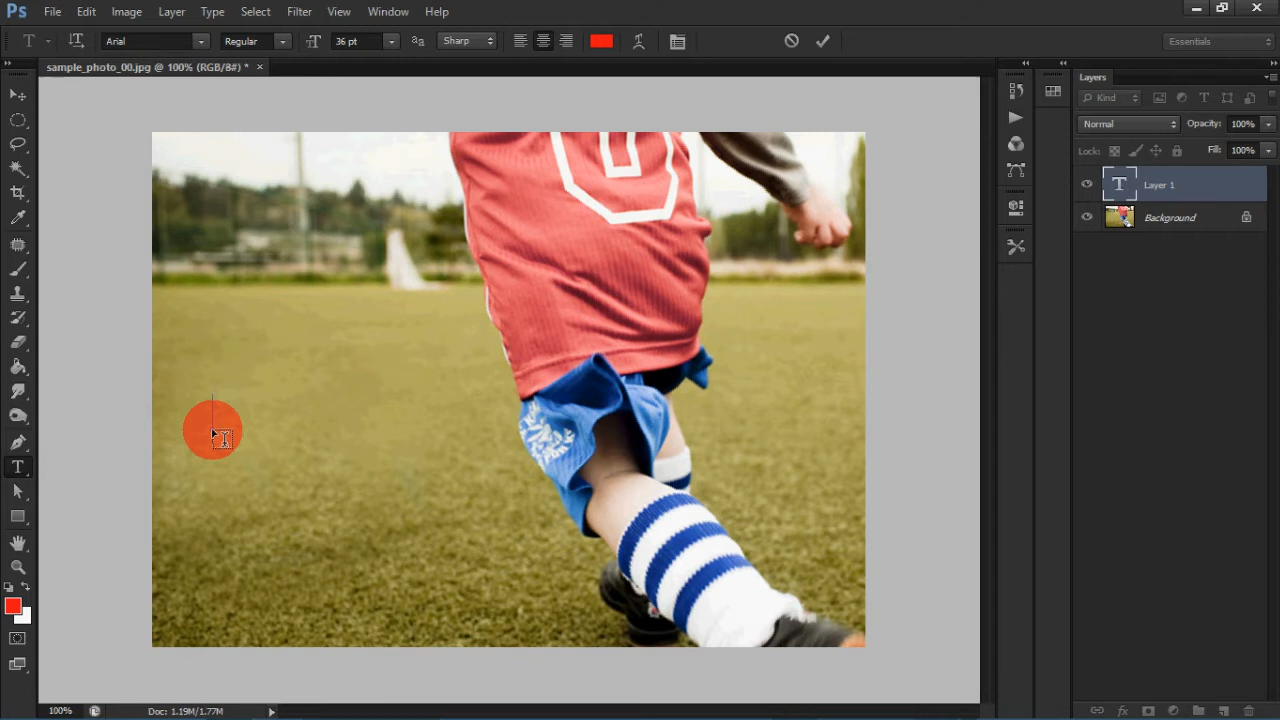 Ps File Edit Image Layer Type Select Filter View Window Help
T Arial Regular 36 pt aa Sharp Essentials
sample_photo_00.jpg @ 100% (RGB/8#) * ×
Layers
Kind T
Normal Opacity: 100%
Lock: Fill: 100%
T Layer 1
Background
T
100% Doc: 1.19M/1.77M fx